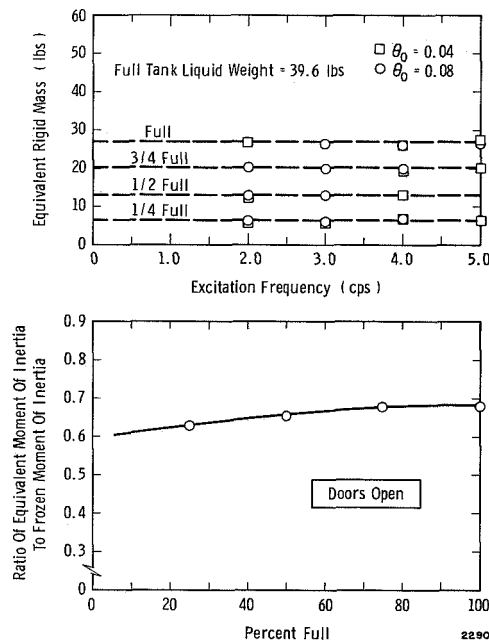 60
50
40
30
20
10
0
Equivalent Rigid Mass (lbs)
Full Tank Liquid Weight = 39.6 lbs
θ0 = 0.04
θ0 = 0.08
Full
3/4 Full
1/2 Full
1/4 Full
0 1.0 2.0 3.0 4.0 5.0
Excitation Frequency (cps)
0.9
0.8
0.7
0.6
0.5
0.4
0.3
0
Ratio Of Equivalent Moment Of Inertia
To Frozen Moment Of Inertia
Doors Open
0 20 40 60 80 100
Percent Full
2290